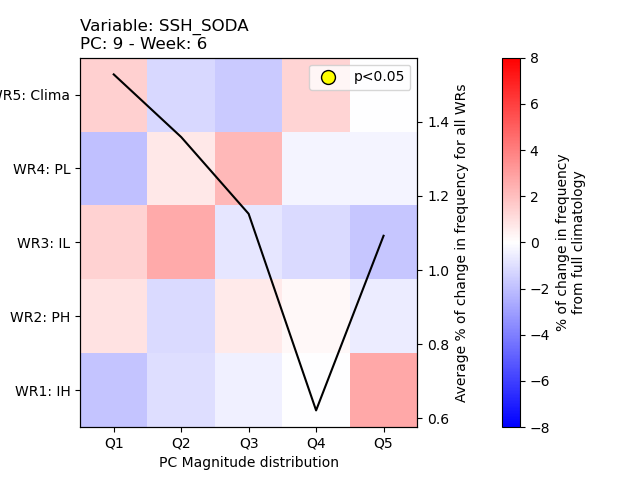 Variable: SSH_SODA
PC: 9 - Week: 6
p<0.05
WR5: Clima
WR4: PL
WR3: IL
WR2: PH
WR1: IH
Q1 Q2 Q3 Q4 Q5
PC Magnitude distribution
1.4
1.2
1.0
0.8
0.6
Average % of change in frequency for all WRs
8
6
4
2
0
−2
−4
−6
−8
% of change in frequency
from full climatology